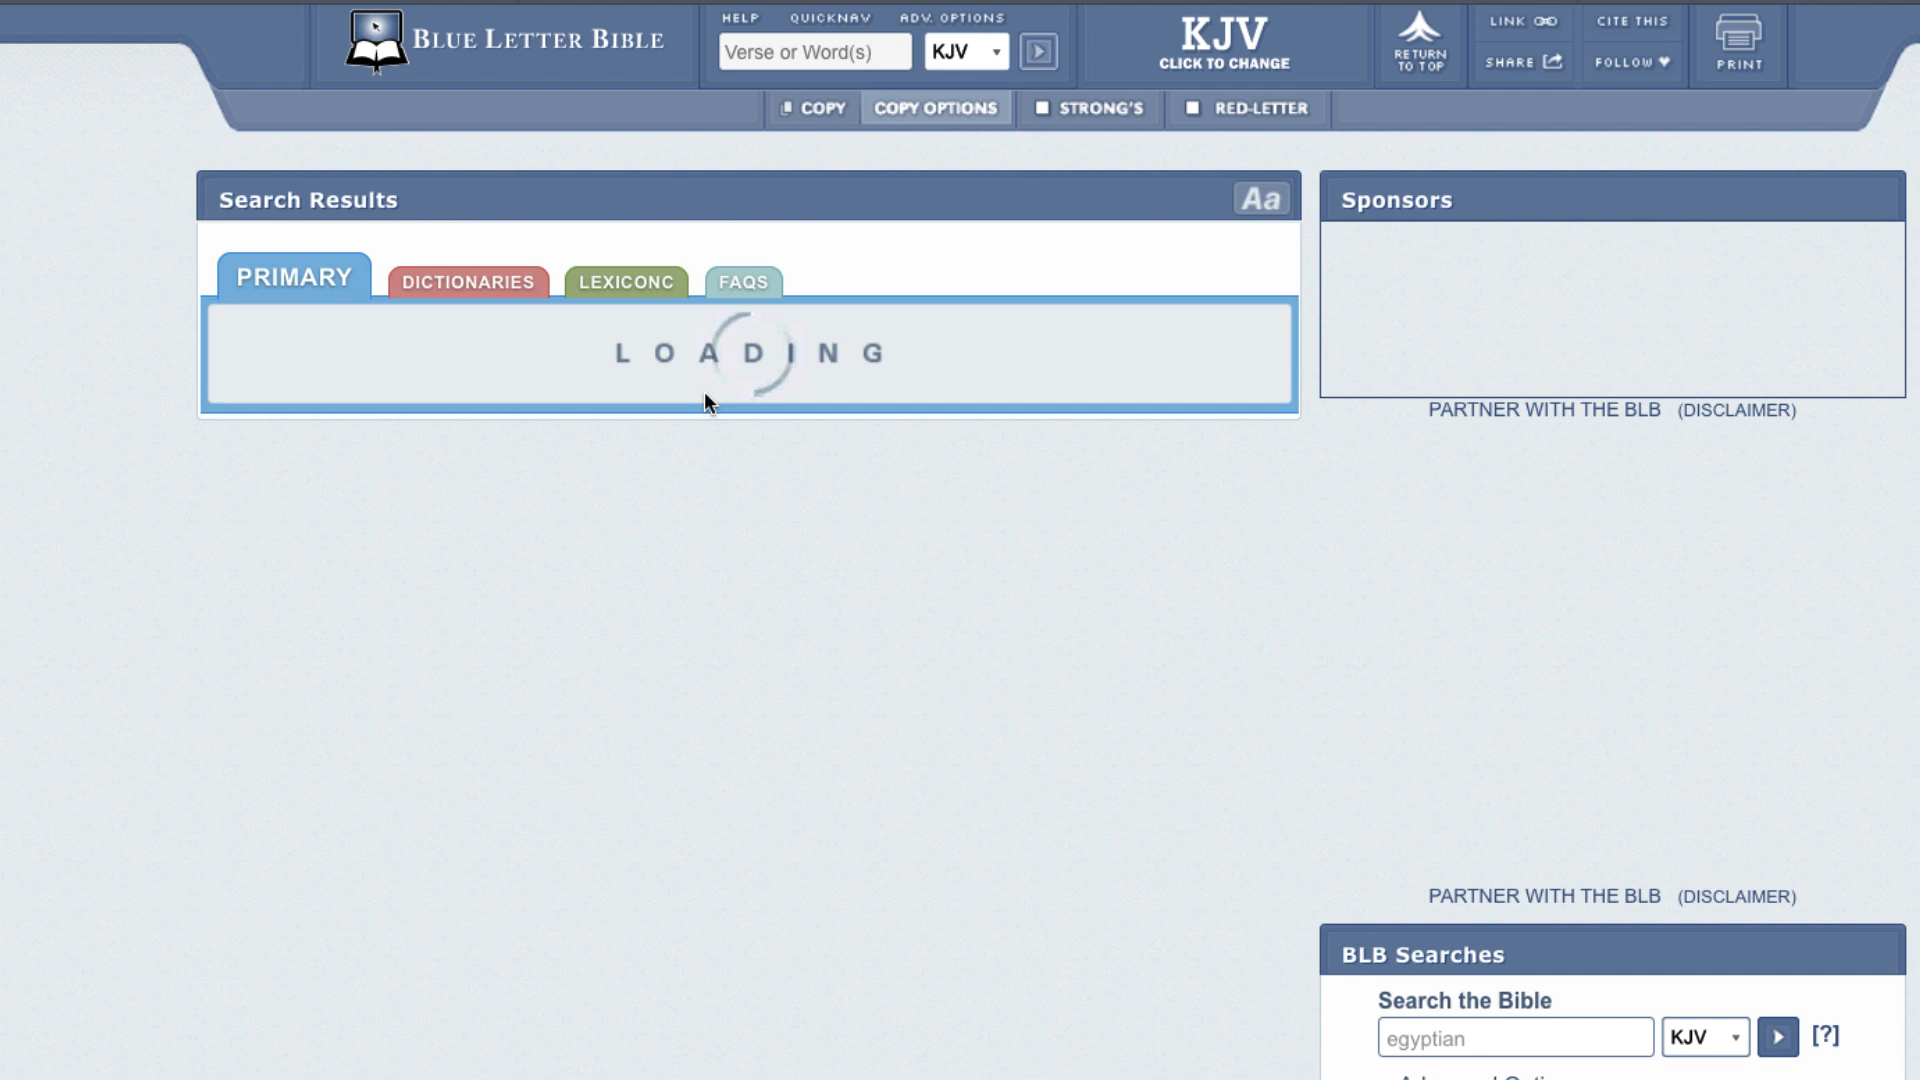 BLUE LETTER BIBLE
HELP QUICKNAV ADV. OPTIONS
Verse or Word(s) KJV
KJV
CLICK TO CHANGE
RETURN
TO TOP
LINK CITE THIS
SHARE FOLLOW
PRINT
COPY COPY OPTIONS STRONG'S RED-LETTER
Search Results Aa
Sponsors
PRIMARY DICTIONARIES LEXICONC FAQS
LOADING
PARTNER WITH THE BLB (DISCLAIMER)
PARTNER WITH THE BLB (DISCLAIMER)
BLB Searches
Search the Bible
egyptian KJV [?]